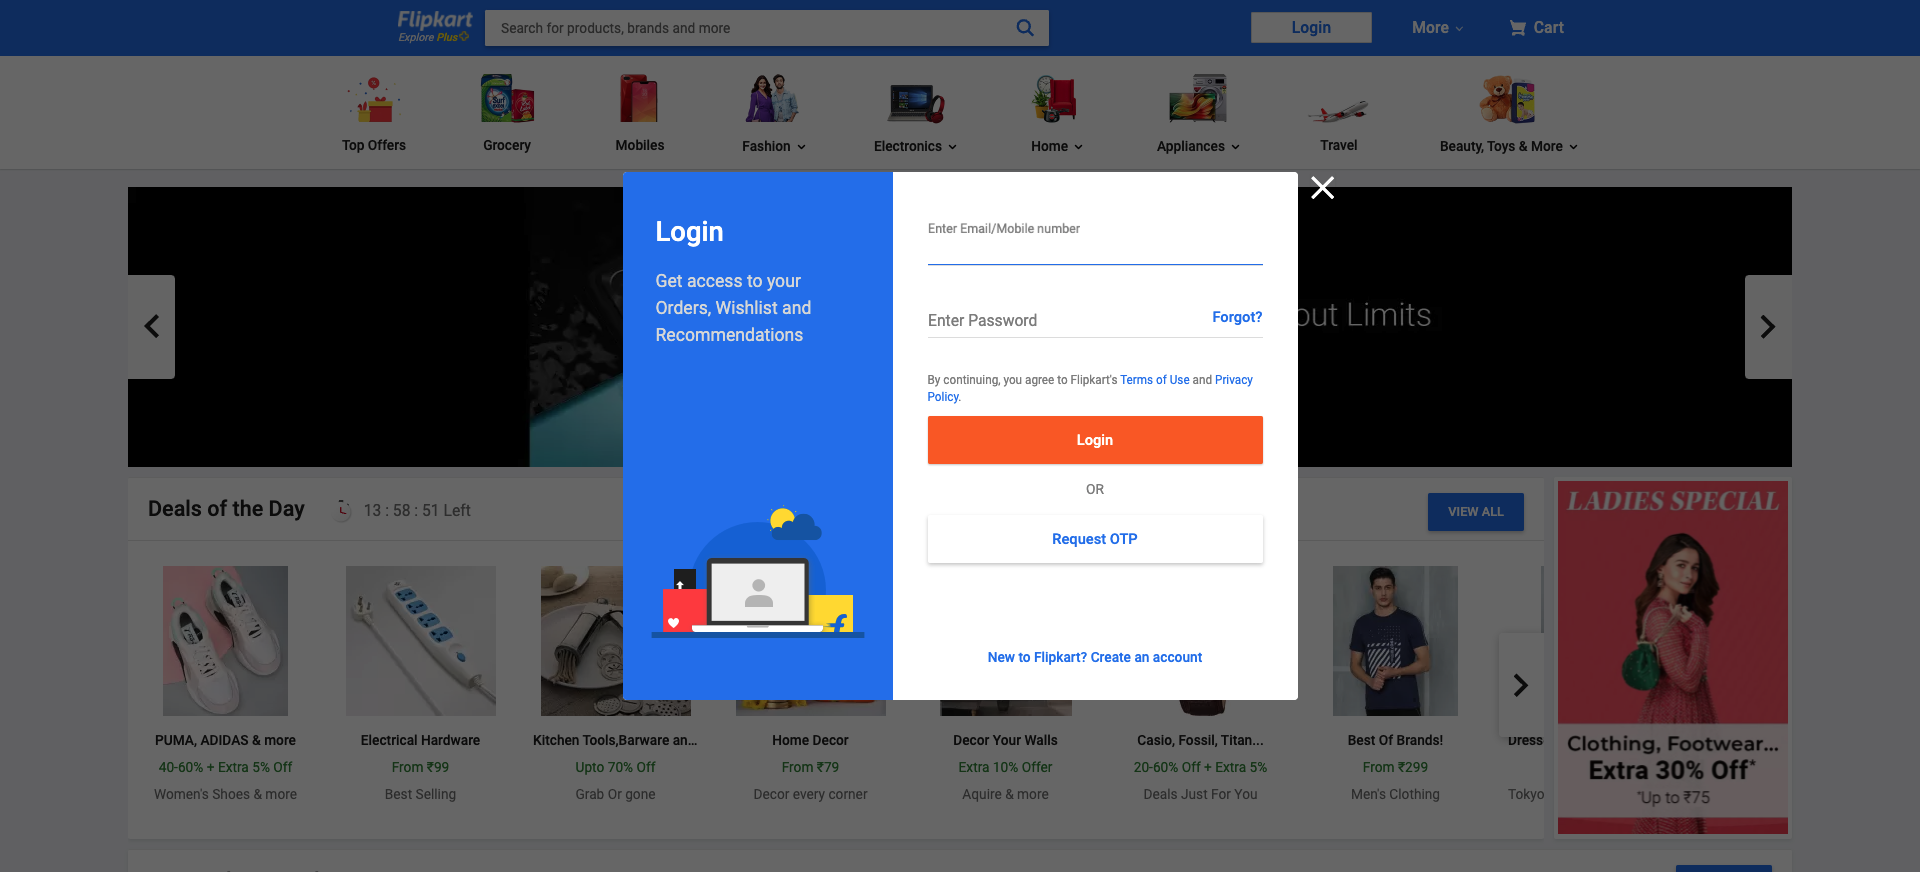 Flipkart
Explore Plus
Search for products, brands and more
Login
More
Cart
Top Offers
Grocery
Mobiles
Fashion
Electronics
Home
Appliances
Travel
Beauty, Toys & More
Login
Get access to your
Orders, Wishlist and
Recommendations
Enter Email/Mobile number
Enter Password
Forgot?
By continuing, you agree to Flipkart's Terms of Use and Privacy
Policy.
Login
OR
Request OTP
New to Flipkart? Create an account
out Limits
Deals of the Day
13 : 58 : 51 Left
VIEW ALL
PUMA, ADIDAS & more
40-60% + Extra 5% Off
Women's Shoes & more
Electrical Hardware
From ₹99
Best Selling
Kitchen Tools,Barware an...
Upto 70% Off
Grab Or gone
Home Decor
From ₹79
Decor every corner
Decor Your Walls
Extra 10% Offer
Aquire & more
Casio, Fossil, Titan...
20-60% Off + Extra 5%
Deals Just For You
Best Of Brands!
From ₹299
Men's Clothing
Dress
Tokyo
LADIES SPECIAL
Clothing, Footwear...
Extra 30% Off*
*Up to ₹75